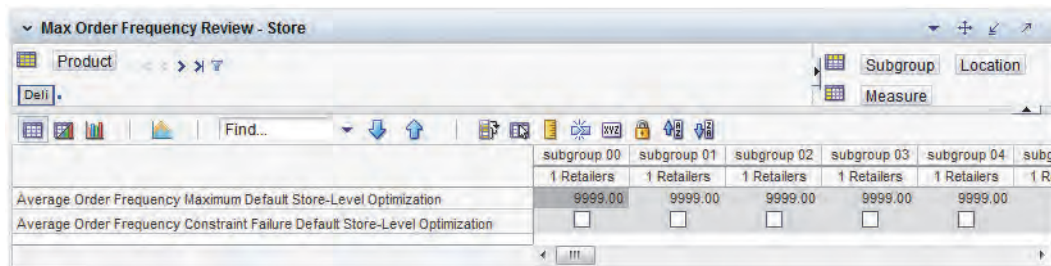 Max Order Frequency Review - Store
Product
Subgroup Location
Deli
Measure
Find...
XYZ
subgroup 00 subgroup 01 subgroup 02 subgroup 03 subgroup 04 subg
1 Retailers 1 Retailers 1 Retailers 1 Retailers 1 Retailers 1 R
Average Order Frequency Maximum Default Store-Level Optimization 9999.00 9999.00 9999.00 9999.00 9999.00
Average Order Frequency Constraint Failure Default Store-Level Optimization